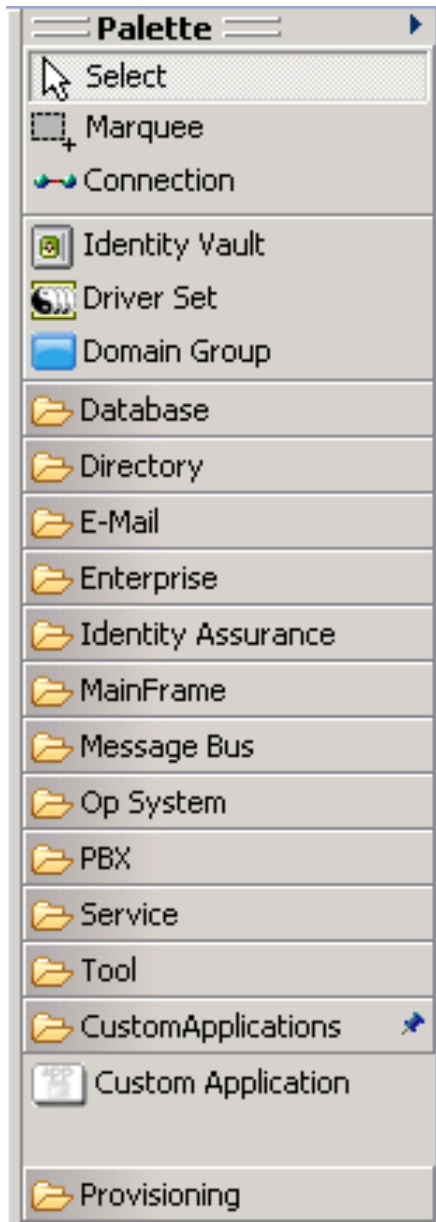 Palette
Select
Marquee
Connection
Identity Vault
Driver Set
Domain Group
Database
Directory
E-Mail
Enterprise
Identity Assurance
MainFrame
Message Bus
Op System
PBX
Service
Tool
CustomApplications
Custom Application
Provisioning